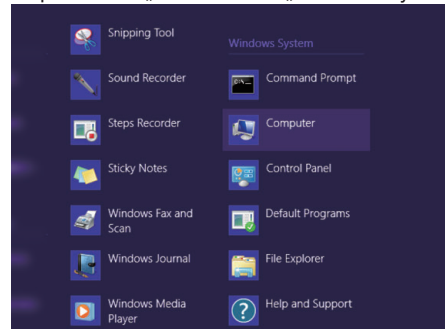 Snipping Tool
Sound Recorder
Steps Recorder
Sticky Notes
Windows Fax and
Scan
Windows Journal
Windows Media
Player
Windows System
Command Prompt
Computer
Control Panel
Default Programs
File Explorer
Help and Support